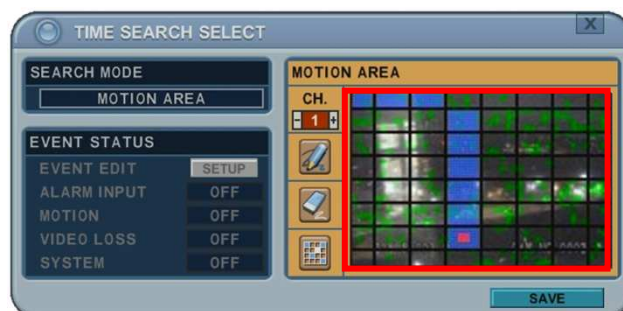 TIME SEARCH SELECT
X
SEARCH MODE
MOTION AREA
EVENT STATUS
EVENT EDIT SETUP
ALARM INPUT OFF
MOTION OFF
VIDEO LOSS OFF
SYSTEM OFF
MOTION AREA
CH.
- 1 +
SAVE